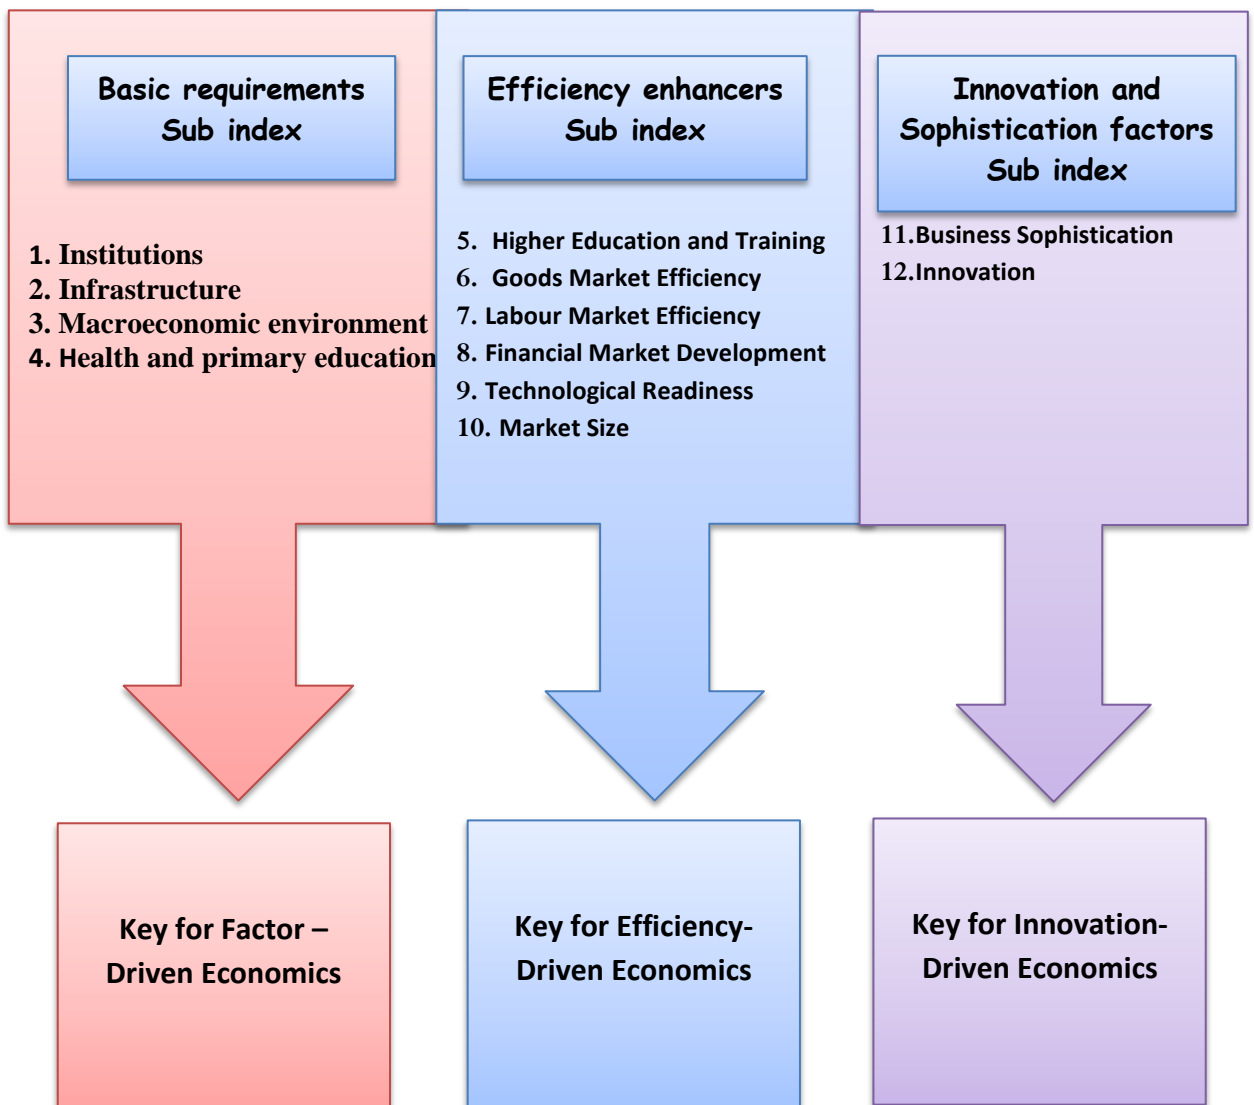 Basic requirements
Sub index
1. Institutions
2. Infrastructure
3. Macroeconomic environment
4. Health and primary education
Efficiency enhancers
Sub index
5. Higher Education and Training
6. Goods Market Efficiency
7. Labour Market Efficiency
8. Financial Market Development
9. Technological Readiness
10. Market Size
Innovation and
Sophistication factors
Sub index
11.Business Sophistication
12.Innovation
Key for Factor –
Driven Economics
Key for Efficiency-
Driven Economics
Key for Innovation-
Driven Economics